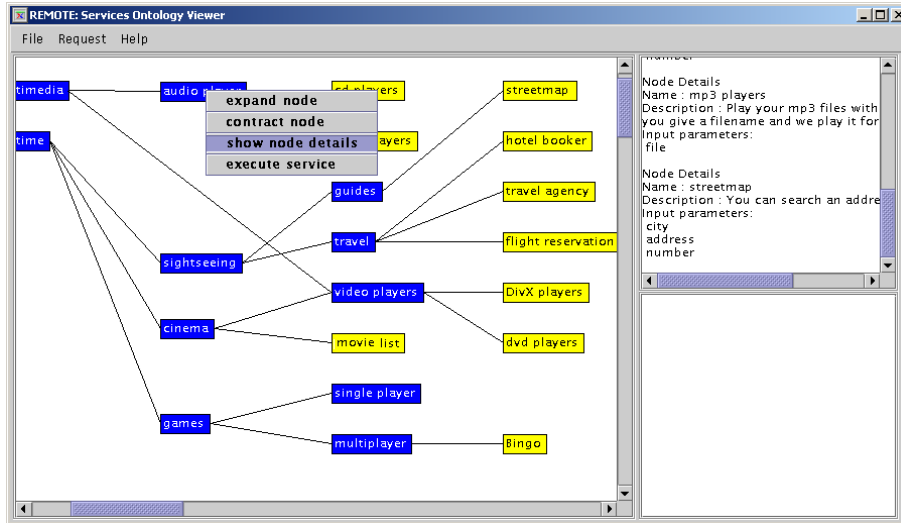 REMOTE: Services Ontology Viewer
File Request Help
timedia
audio player
cd players
streetmap
expand node
contract node
show node details
execute service
time
ayers
hotel booker
guides
travel agency
sightseeing
travel
flight reservation
video players
DivX players
cinema
movie list
dvd players
single player
games
multiplayer
Bingo
number
Node Details
Name : mp3 players
Description : Play your mp3 files with
you give a filename and we play it for
Input parameters:
file
Node Details
Name : streetmap
Description : You can search an addre
Input parameters:
city
address
number